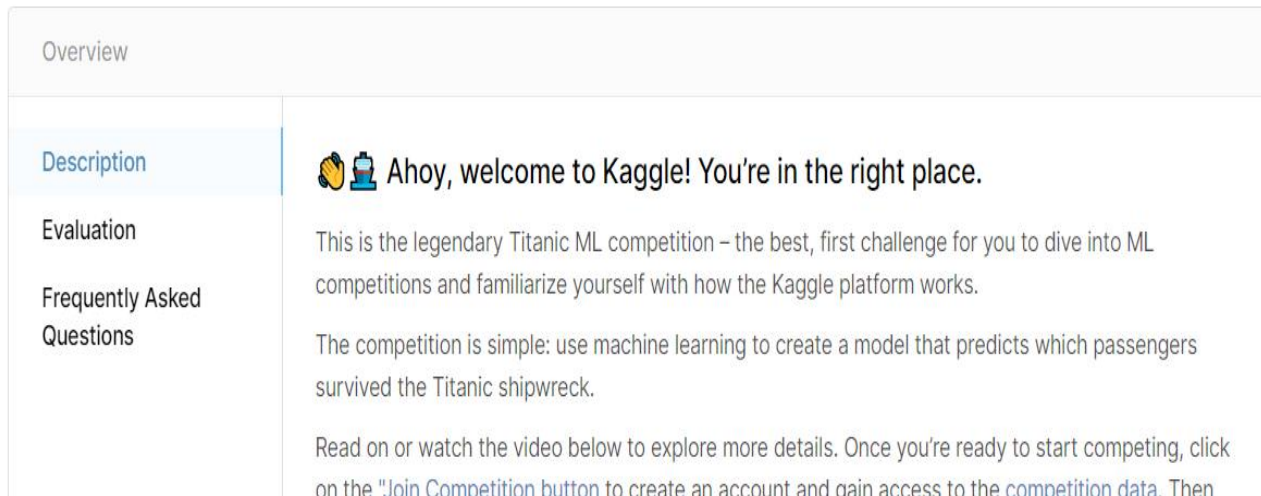 Overview
Description
Evaluation
Frequently Asked
Questions
👋🚢 Ahoy, welcome to Kaggle! You’re in the right place.
This is the legendary Titanic ML competition – the best, first challenge for you to dive into ML
competitions and familiarize yourself with how the Kaggle platform works.
The competition is simple: use machine learning to create a model that predicts which passengers
survived the Titanic shipwreck.
Read on or watch the video below to explore more details. Once you’re ready to start competing, click
on the "Join Competition button to create an account and gain access to the competition data. Then